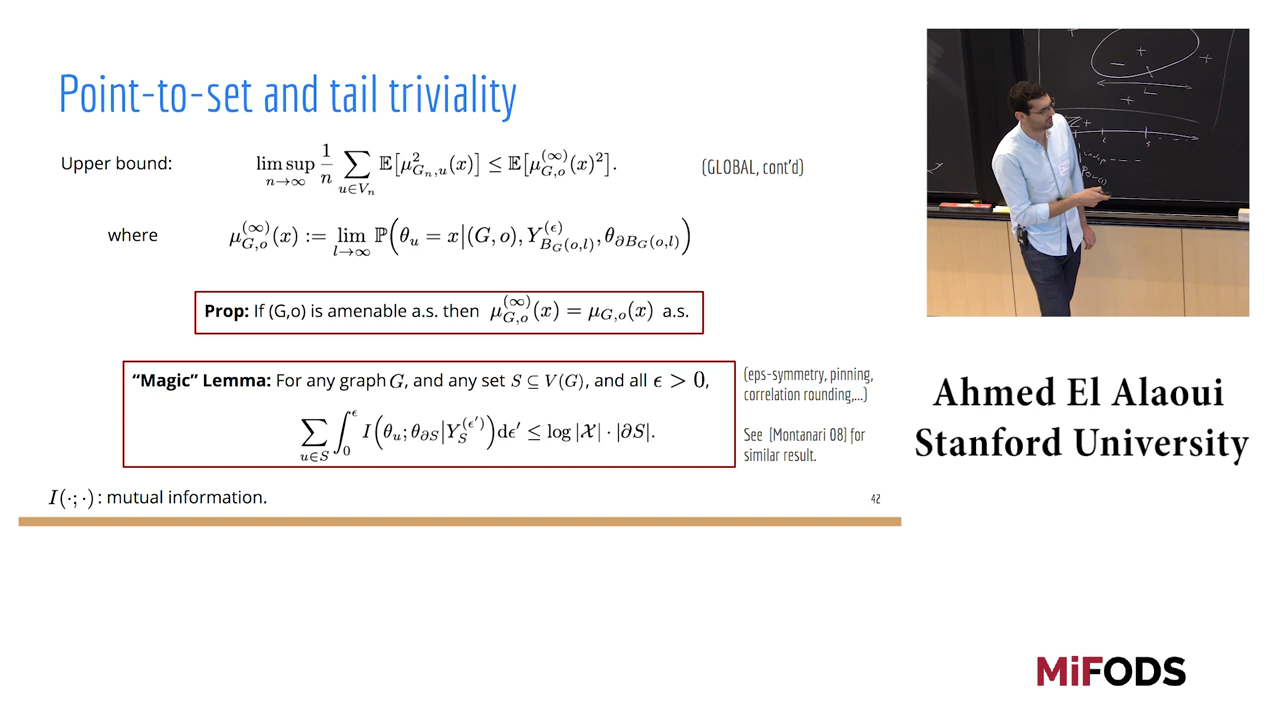 Point-to-set and tail triviality
Upper bound: lim sup_{n→∞} 1/n ∑_{u∈V_n} 𝔼[μ²_{G_n,u}(x)] ≤ 𝔼[μ^{(∞)}_{G,o}(x)²]. (GLOBAL, cont'd)
where μ^{(∞)}_{G,o}(x) := lim_{l→∞} ℙ(θ_u = x|(G, o), Y^{(ϵ)}_{B_G(o,l)}, θ_{∂B_G(o,l)})
Prop: If (G,o) is amenable a.s. then μ^{(∞)}_{G,o}(x) = μ_{G,o}(x) a.s.
“Magic” Lemma: For any graph G, and any set S ⊆ V(G), and all ϵ > 0,
∑_{u∈S} ∫_0^ϵ I(θ_u; θ_{∂S}|Y_S^{(ϵ')})dϵ' ≤ log |𝒳| · |∂S|.
(eps-symmetry, pinning,
correlation rounding,...)
See [Montanari 08] for
similar result.
I(·;·) : mutual information.
42
Ahmed El Alaoui
Stanford University
MiFODS